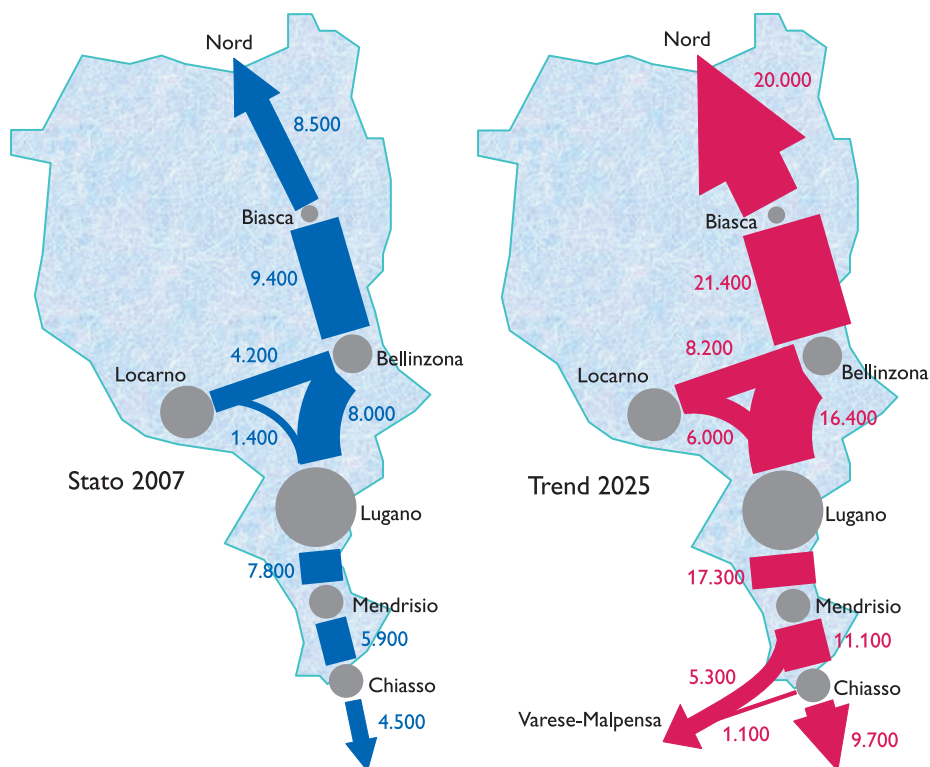 Nord
8.500
Biasca
9.400
4.200
Bellinzona
Locarno
8.000
1.400
Stato 2007
Lugano
7.800
Mendrisio
5.900
Chiasso
4.500
Nord
20.000
Biasca
21.400
8.200
Bellinzona
Locarno
16.400
6.000
Trend 2025
Lugano
17.300
Mendrisio
11.100
5.300
Chiasso
Varese-Malpensa
1.100
9.700